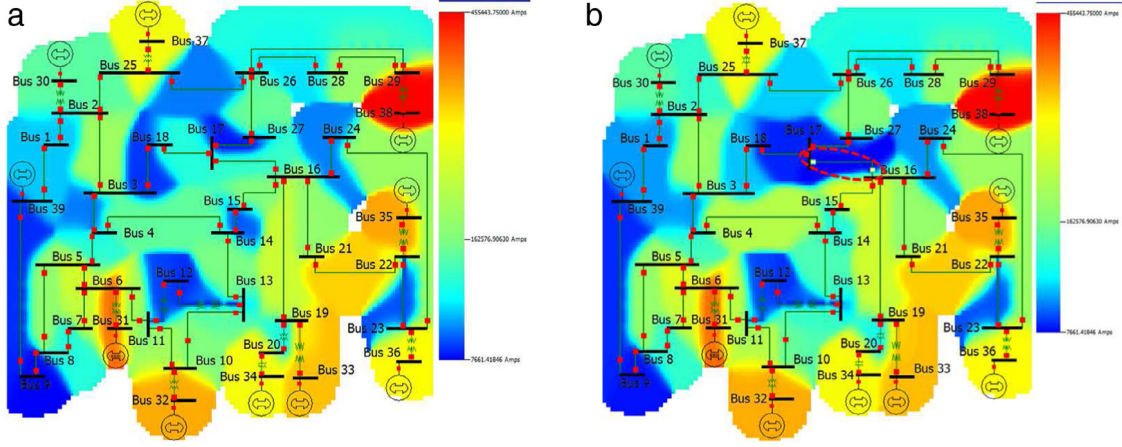 a
Bus 37
Bus 30
Bus 25
Bus 26
Bus 28
Bus 29
Bus 2
Bus 38
Bus 1
Bus 18
Bus 17
Bus 27
Bus 24
Bus 3
Bus 16
Bus 39
Bus 15
Bus 35
Bus 4
Bus 14
Bus 21
Bus 5
Bus 22
Bus 6
Bus 12
Bus 13
Bus 7
Bus 31
Bus 11
Bus 19
Bus 23
Bus 8
Bus 20
Bus 36
Bus 9
Bus 10
Bus 34
Bus 33
Bus 32
455443.75000 Amps
162576.90630 Amps
7661.41846 Amps
b
Bus 37
Bus 30
Bus 25
Bus 26
Bus 28
Bus 29
Bus 2
Bus 38
Bus 1
Bus 18
Bus 17
Bus 27
Bus 24
Bus 3
Bus 16
Bus 39
Bus 15
Bus 35
Bus 4
Bus 14
Bus 21
Bus 5
Bus 22
Bus 6
Bus 12
Bus 13
Bus 7
Bus 31
Bus 11
Bus 19
Bus 23
Bus 8
Bus 20
Bus 36
Bus 9
Bus 10
Bus 34
Bus 33
Bus 32
455443.75000 Amps
162576.90630 Amps
7661.41846 Amps